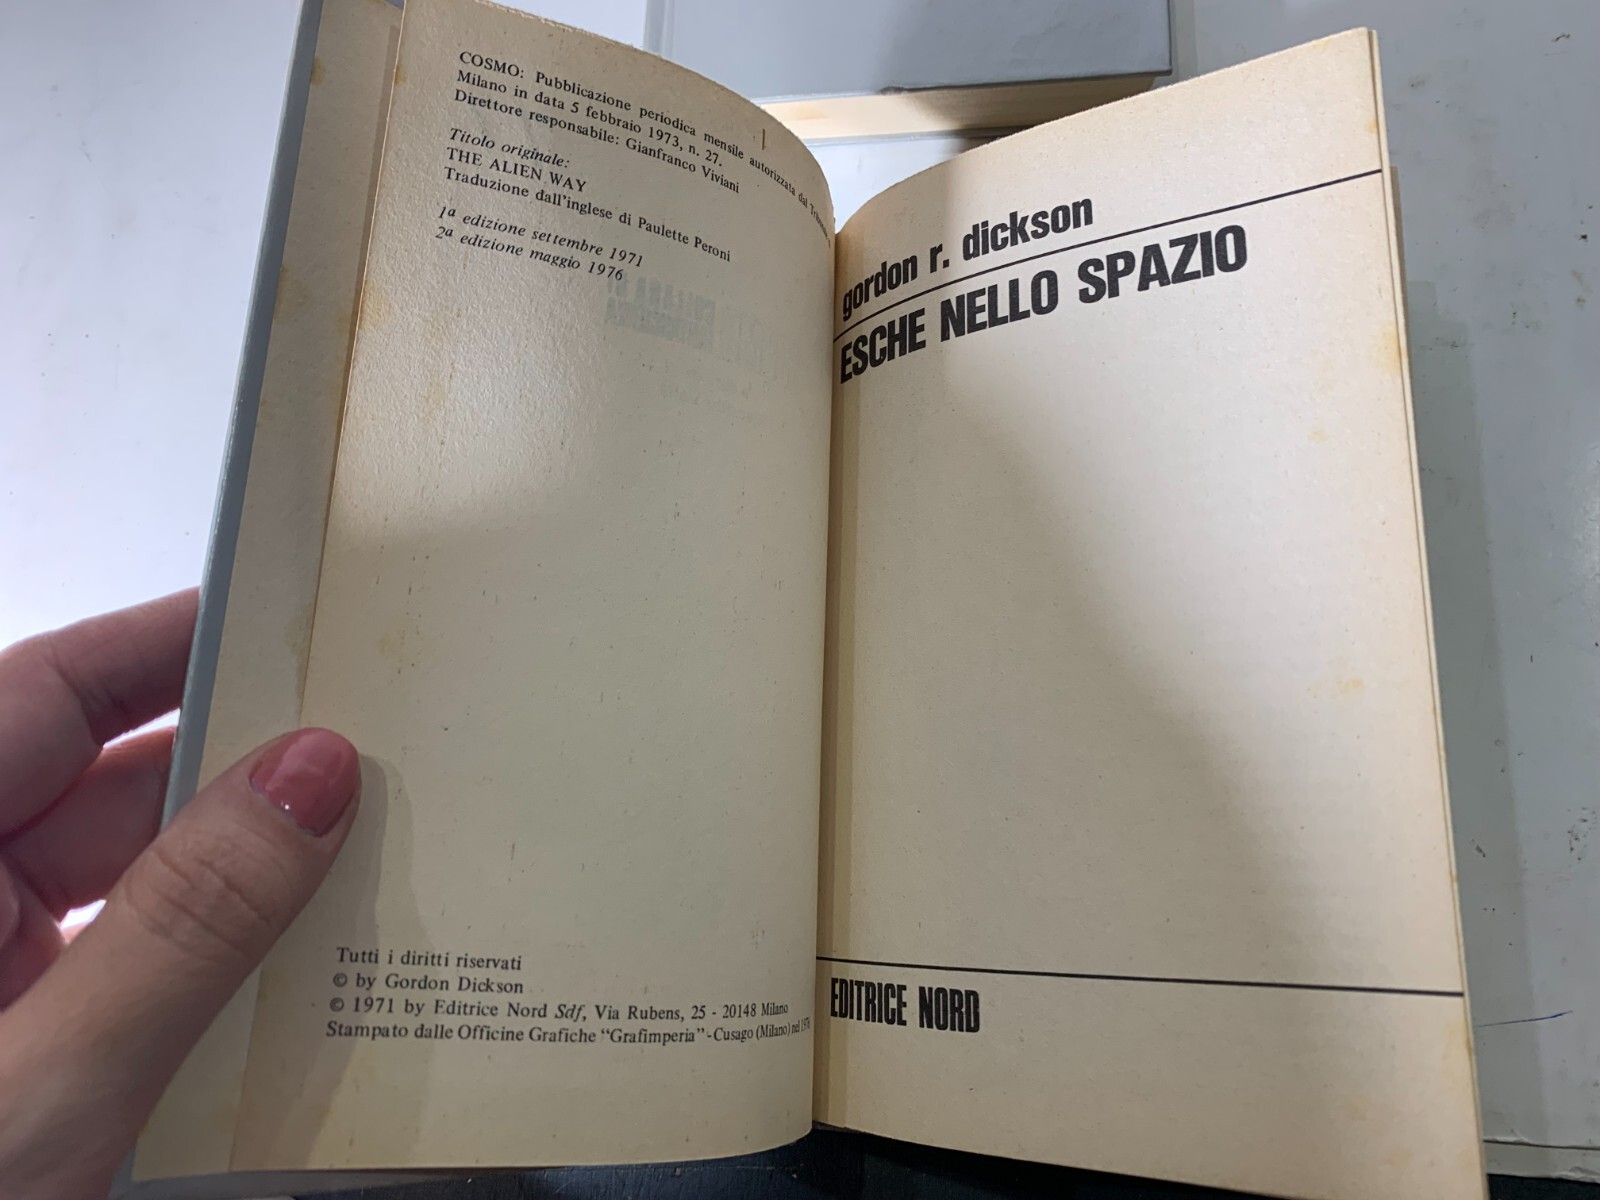 COSMO: Pubblicazione periodica mensile autorizzata dal
Milano in data 5 febbraio 1973, n. 27.
Direttore responsabile: Gianfranco Viviani
Titolo originale:
THE ALIEN WAY
Traduzione dall'inglese di Paulette Peroni
1a edizione settembre 1971
2a edizione maggio 1976
Tutti i diritti riservati
© by Gordon Dickson
© 1971 by Editrice Nord Sdf, Via Rubens, 25 - 20148 Milano
Stampato dalle Officine Grafiche "Grafimperia" - Cusago (Milano) nel 1976
gordon r. dickson
ESCHE NELLO SPAZIO
EDITRICE NORD